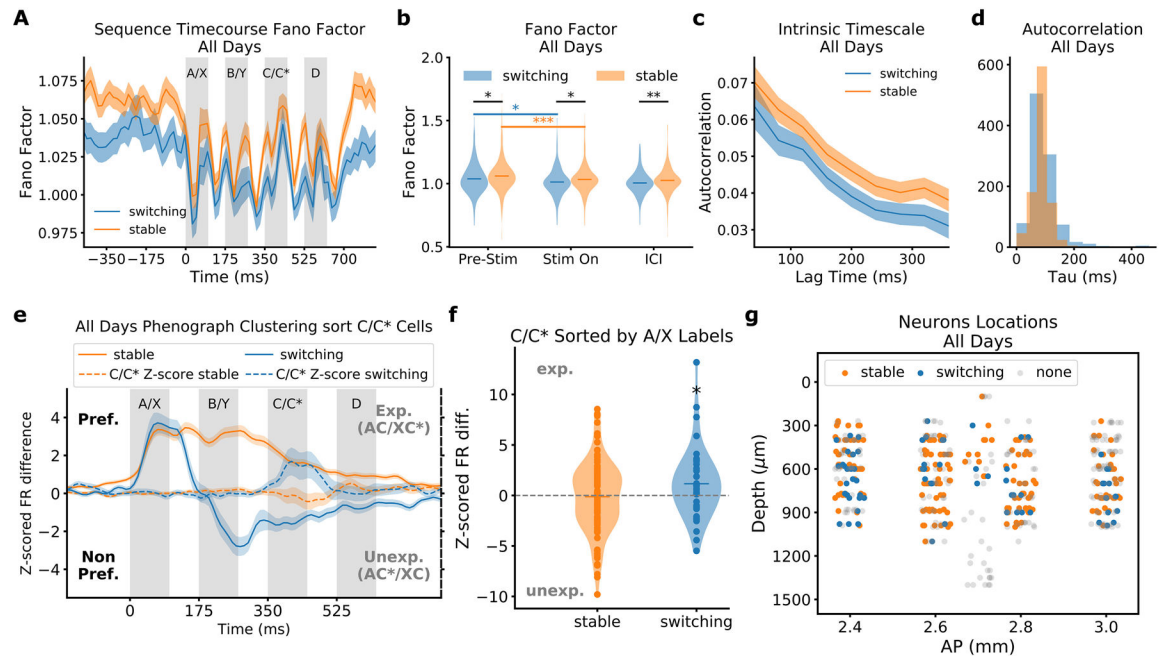 A
Sequence Timecourse Fano Factor
All Days
A/X B/Y C/C* D
1.075
1.050
1.025
1.000
0.975
Fano Factor
switching
stable
−350 −175 0 175 350 525 700
Time (ms)
b
Fano Factor
All Days
switching stable
* * * **
***
2.0
1.5
1.0
0.5
Fano Factor
Pre-Stim Stim On ICI
c
Intrinsic Timescale
All Days
switching
stable
0.07
0.06
0.05
0.04
0.03
Autocorrelation
100 200 300
Lag Time (ms)
d
Autocorrelation
All Days
600
400
200
0
0 200 400
Tau (ms)
e
All Days Phenograph Clustering sort C/C* Cells
stable switching
C/C* Z-score stable C/C* Z-score switching
A/X B/Y C/C* D
Pref.
Exp.
(AC/XC*)
Non
Pref.
Unexp.
(AC*/XC)
4
2
0
−2
−4
Z-scored FR difference
0 175 350 525
Time (ms)
f
C/C* Sorted by A/X Labels
exp.
*
unexp.
10
5
0
−5
−10
Z-scored FR diff.
stable switching
g
Neurons Locations
All Days
stable switching none
0
300
600
900
1200
1500
Depth (μm)
2.4 2.6 2.8 3.0
AP (mm)